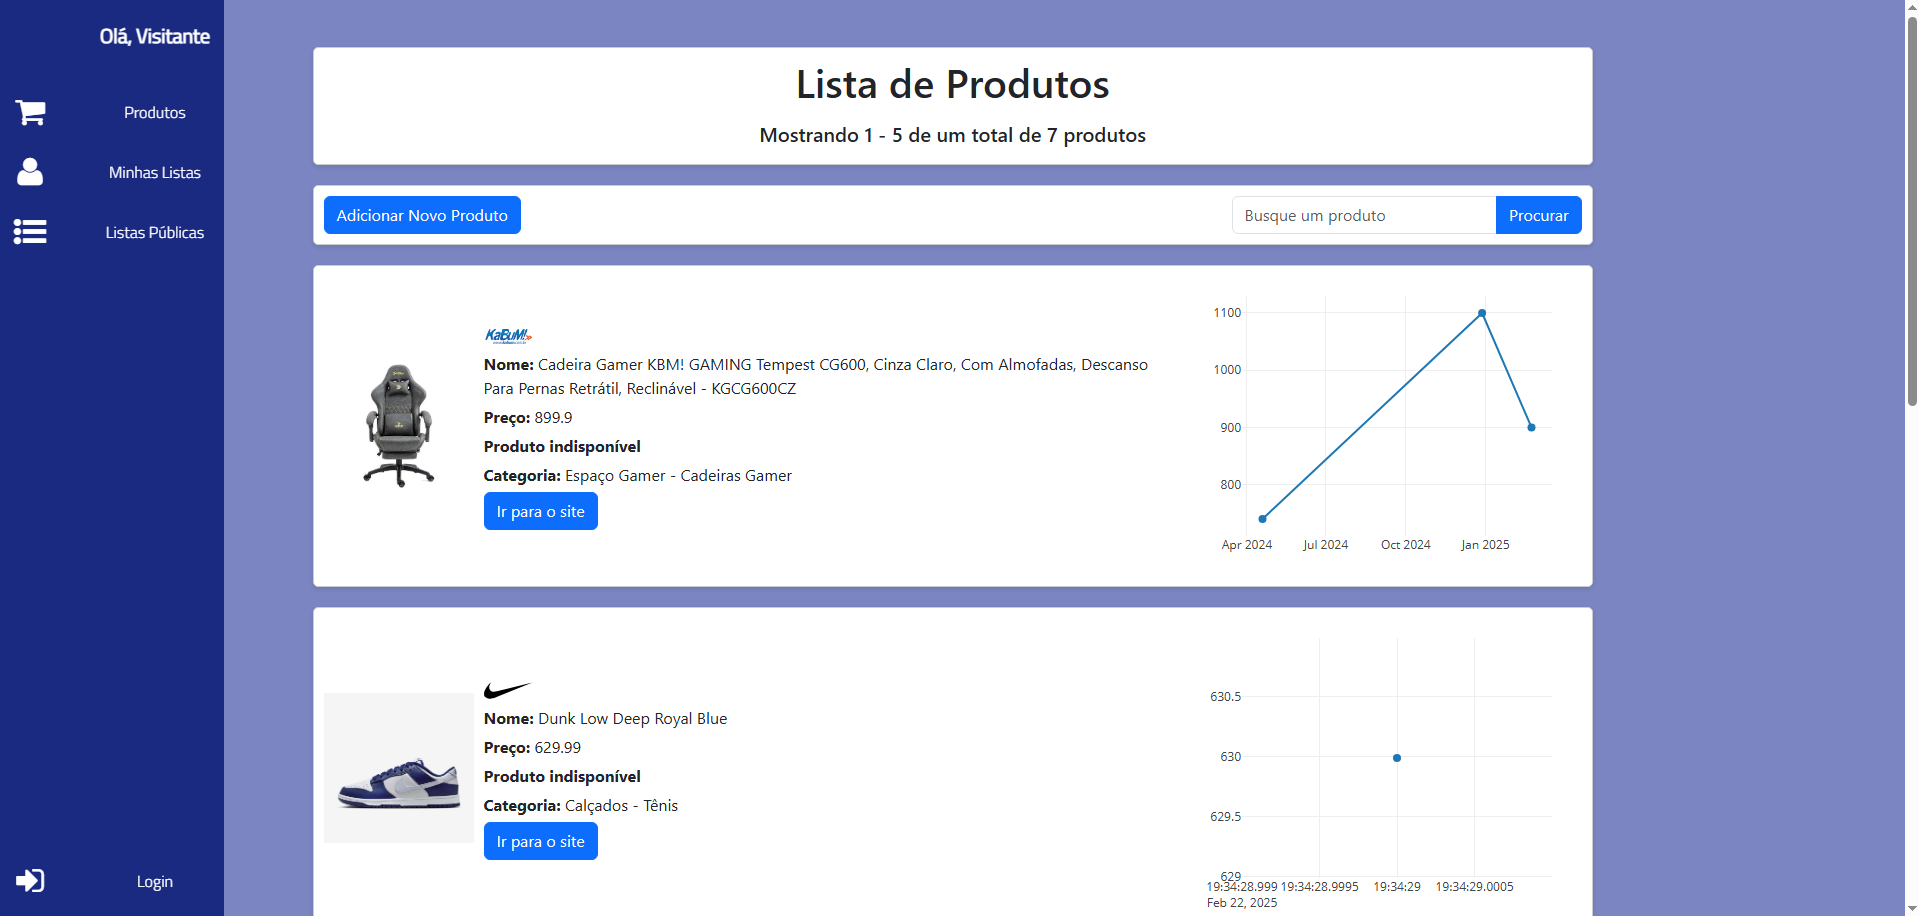 Olá, Visitante
Produtos
Minhas Listas
Listas Públicas
Login
Lista de Produtos
Mostrando 1 - 5 de um total de 7 produtos
Adicionar Novo Produto
Busque um produto
Procurar
KaBuM!
Nome: Cadeira Gamer KBM! GAMING Tempest CG600, Cinza Claro, Com Almofadas, Descanso
Para Pernas Retrátil, Reclinável - KGCG600CZ
Preço: 899.9
Produto indisponível
Categoria: Espaço Gamer - Cadeiras Gamer
Ir para o site
1100
1000
900
800
Apr 2024 Jul 2024 Oct 2024 Jan 2025
Nome: Dunk Low Deep Royal Blue
Preço: 629.99
Produto indisponível
Categoria: Calçados - Tênis
Ir para o site
630.5
630
629.5
629
19:34:28.999 19:34:28.9995 19:34:29 19:34:29.0005
Feb 22, 2025